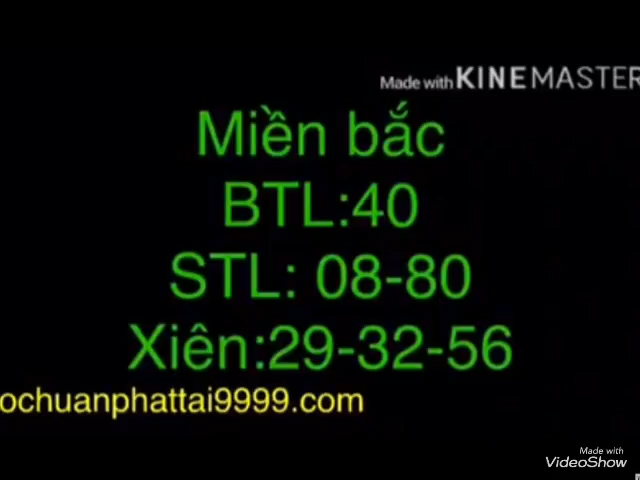 Made with KINEMASTER
Miền bắc
BTL:40
STL: 08-80
Xiên:29-32-56
ochuanphattai9999.com
Made with
VideoShow